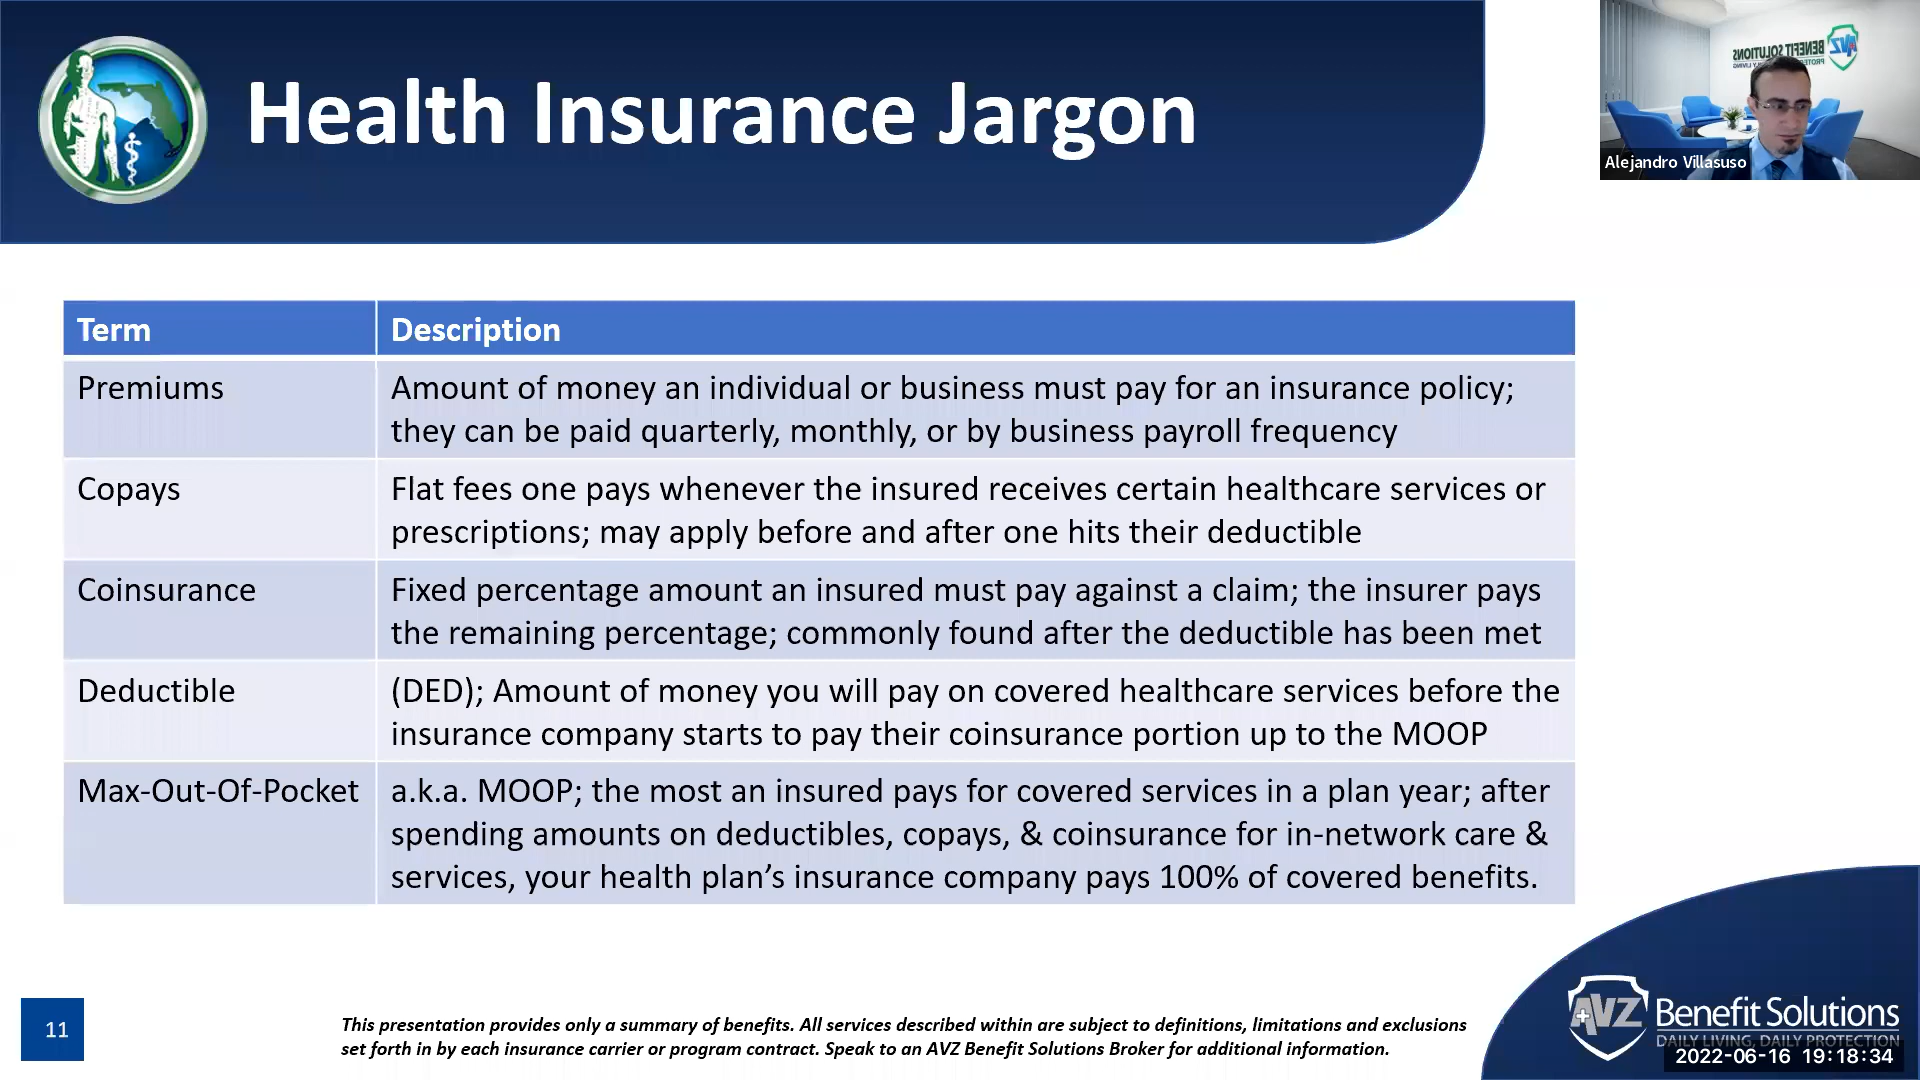 Health Insurance Jargon
BENEFIT SOLUTIONS
Alejandro Villasuso
Term
Description
Premiums
Amount of money an individual or business must pay for an insurance policy;
they can be paid quarterly, monthly, or by business payroll frequency
Copays
Flat fees one pays whenever the insured receives certain healthcare services or
prescriptions; may apply before and after one hits their deductible
Coinsurance
Fixed percentage amount an insured must pay against a claim; the insurer pays
the remaining percentage; commonly found after the deductible has been met
Deductible
(DED); Amount of money you will pay on covered healthcare services before the
insurance company starts to pay their coinsurance portion up to the MOOP
Max-Out-Of-Pocket
a.k.a. MOOP; the most an insured pays for covered services in a plan year; after
spending amounts on deductibles, copays, & coinsurance for in-network care &
services, your health plan’s insurance company pays 100% of covered benefits.
11
This presentation provides only a summary of benefits. All services described within are subject to definitions, limitations and exclusions
set forth in by each insurance carrier or program contract. Speak to an AVZ Benefit Solutions Broker for additional information.
AVZ Benefit Solutions
DAILY LIVING, DAILY PROTECTION
2022-06-16 19:18:34